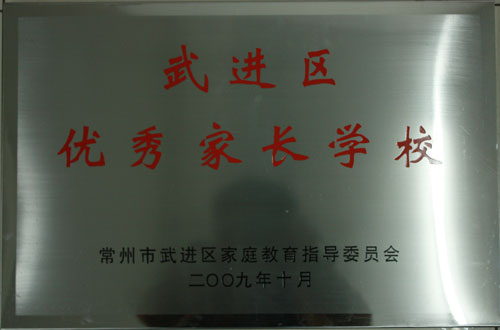 武进区
优秀家长学校
常州市武进区家庭教育指导委员会
二〇〇九年十月